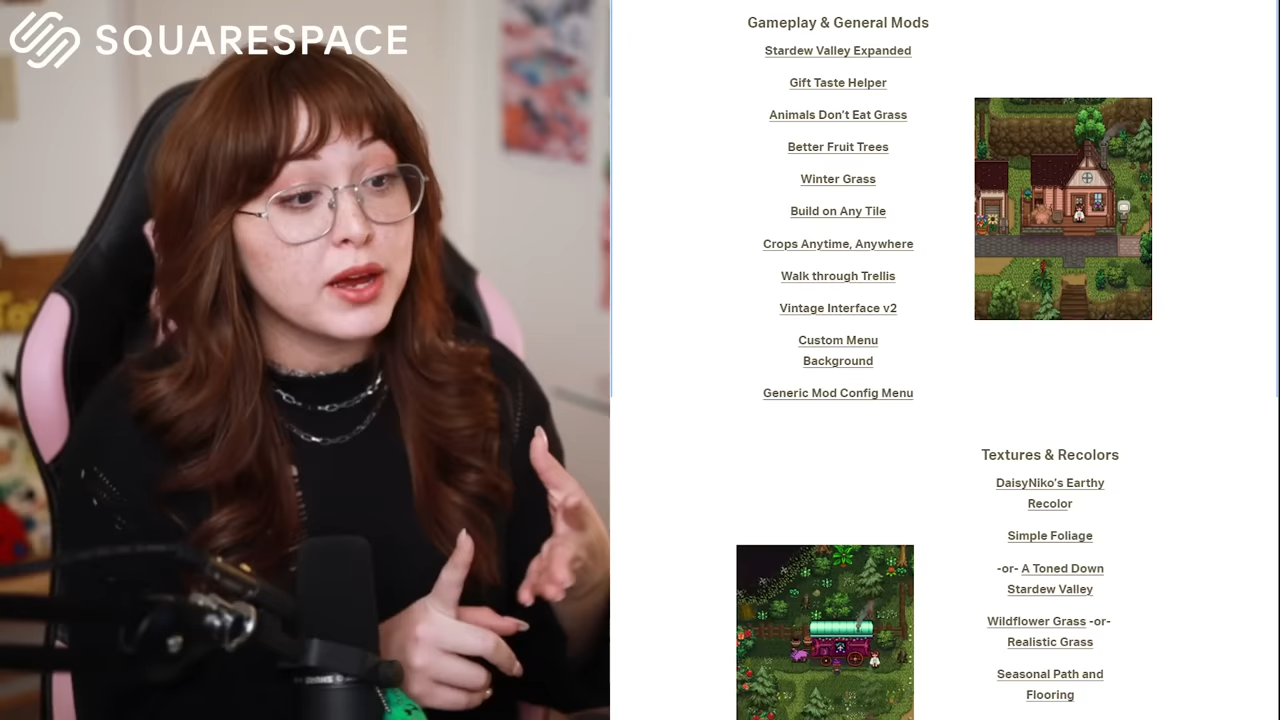 SQUARESPACE
Gameplay & General Mods
Stardew Valley Expanded
Gift Taste Helper
Animals Don't Eat Grass
Better Fruit Trees
Winter Grass
Build on Any Tile
Crops Anytime, Anywhere
Walk through Trellis
Vintage Interface v2
Custom Menu
Background
Generic Mod Config Menu
Textures & Recolors
DaisyNiko's Earthy
Recolor
Simple Foliage
-or- A Toned Down
Stardew Valley
Wildflower Grass -or-
Realistic Grass
Seasonal Path and
Flooring